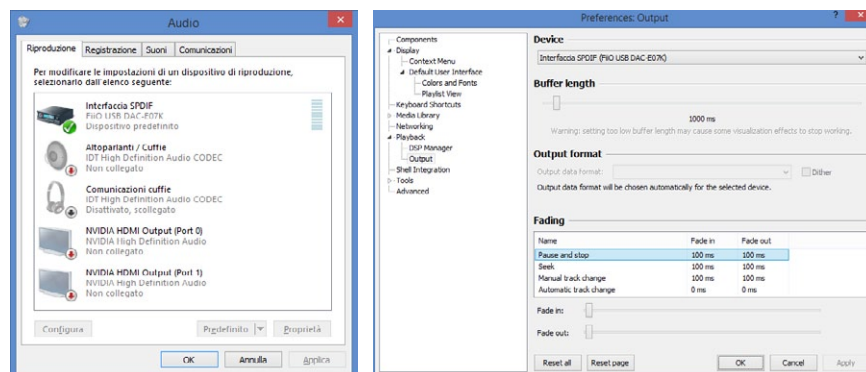 Audio
Riproduzione
Registrazione
Suoni
Comunicazioni
Per modificare le impostazioni di un dispositivo di riproduzione,
selezionarlo dall'elenco seguente:
Interfaccia SPDIF
FiiO USB DAC-E07K
Dispositivo predefinito
Altoparlanti / Cuffie
IDT High Definition Audio CODEC
Non collegato
Comunicazioni cuffie
IDT High Definition Audio CODEC
Disattivato, scollegato
NVIDIA HDMI Output (Port 0)
NVIDIA High Definition Audio
Non collegato
NVIDIA HDMI Output (Port 1)
NVIDIA High Definition Audio
Non collegato
Configura
Predefinito
Proprietà
OK
Annulla
Applica
Preferences: Output
Components
Display
Context Menu
Default User Interface
Colors and Fonts
Playlist View
Keyboard Shortcuts
Media Library
Networking
Playback
DSP Manager
Output
Shell Integration
Tools
Advanced
Device
Interfaccia SPDIF (FiiO USB DAC-E07K)
Buffer length
1000 ms
Warning: setting too low buffer length may cause some visualization effects to stop working.
Output format
Output data format:
Dither
Output data format will be chosen automatically for the selected device.
Fading
Name Fade in Fade out
Pause and stop 100 ms 100 ms
Seek 100 ms 100 ms
Manual track change 100 ms 100 ms
Automatic track change 0 ms 0 ms
Fade in:
Fade out:
Reset all
Reset page
OK
Cancel
Apply